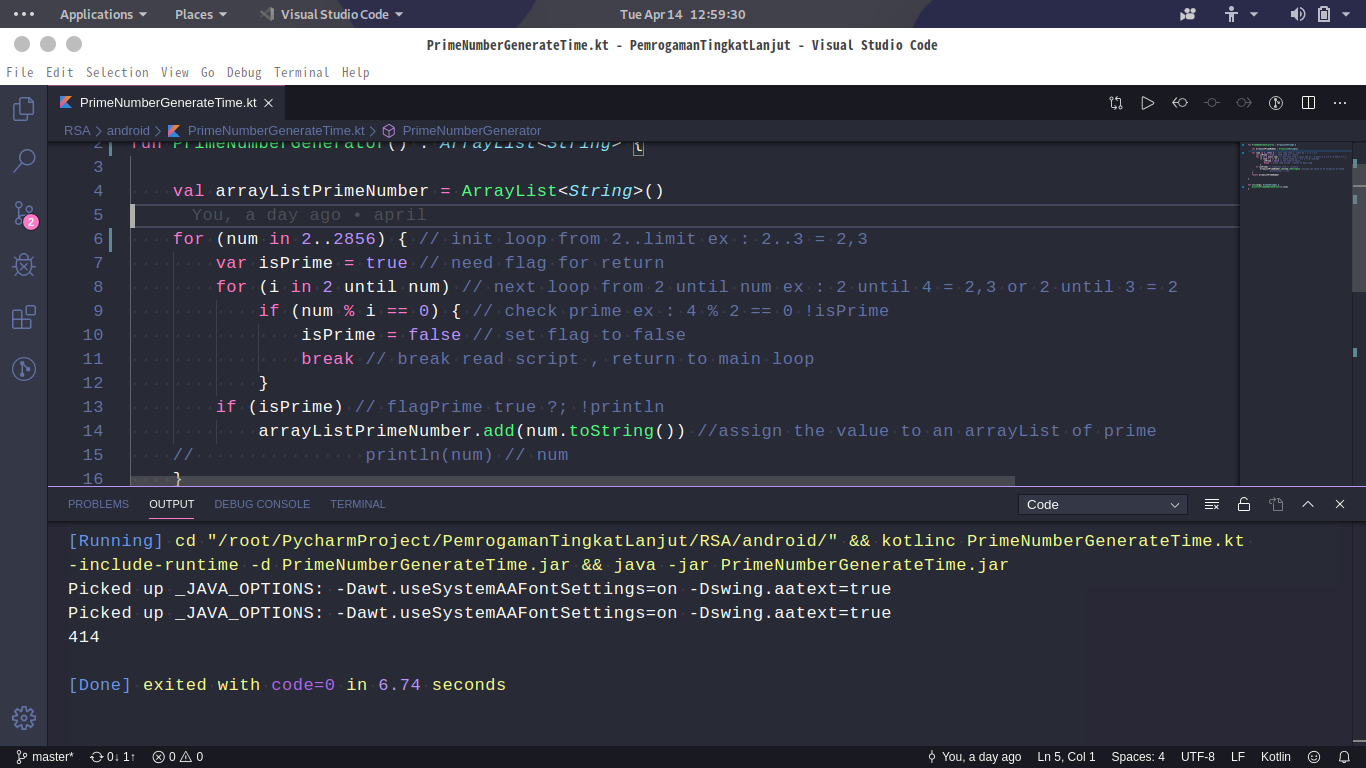 Applications Places Visual Studio Code Tue Apr 14 12:59:30
PrimeNumberGenerateTime.kt - PemrogamanTingkatLanjut - Visual Studio Code
File Edit Selection View Go Debug Terminal Help
PrimeNumberGenerateTime.kt
RSA > android > PrimeNumberGenerateTime.kt > PrimeNumberGenerator
2 fun PrimeNumberGenerator() : ArrayList<String> {
3
4 val arrayListPrimeNumber = ArrayList<String>()
5 You, a day ago • april
6 for (num in 2..2856) { // init loop from 2..limit ex : 2..3 = 2,3
7 var isPrime = true // need flag for return
8 for (i in 2 until num) // next loop from 2 until num ex : 2 until 4 = 2,3 or 2 until 3 = 2
9 if (num % i == 0) { // check prime ex : 4 % 2 == 0 !isPrime
10 isPrime = false // set flag to false
11 break // break read script , return to main loop
12 }
13 if (isPrime) // flagPrime true ?; !println
14 arrayListPrimeNumber.add(num.toString()) //assign the value to an arrayList of prime
15 // println(num) // num
16 }
2
PROBLEMS OUTPUT DEBUG CONSOLE TERMINAL Code
[Running] cd "/root/PycharmProject/PemrogamanTingkatLanjut/RSA/android/" && kotlinc PrimeNumberGenerateTime.kt
-include-runtime -d PrimeNumberGenerateTime.jar && java -jar PrimeNumberGenerateTime.jar
Picked up _JAVA_OPTIONS: -Dawt.useSystemAAFontSettings=on -Dswing.aatext=true
Picked up _JAVA_OPTIONS: -Dawt.useSystemAAFontSettings=on -Dswing.aatext=true
414
[Done] exited with code=0 in 6.74 seconds
master* 0↓ 1↑ 0 0 You, a day ago Ln 5, Col 1 Spaces: 4 UTF-8 LF Kotlin